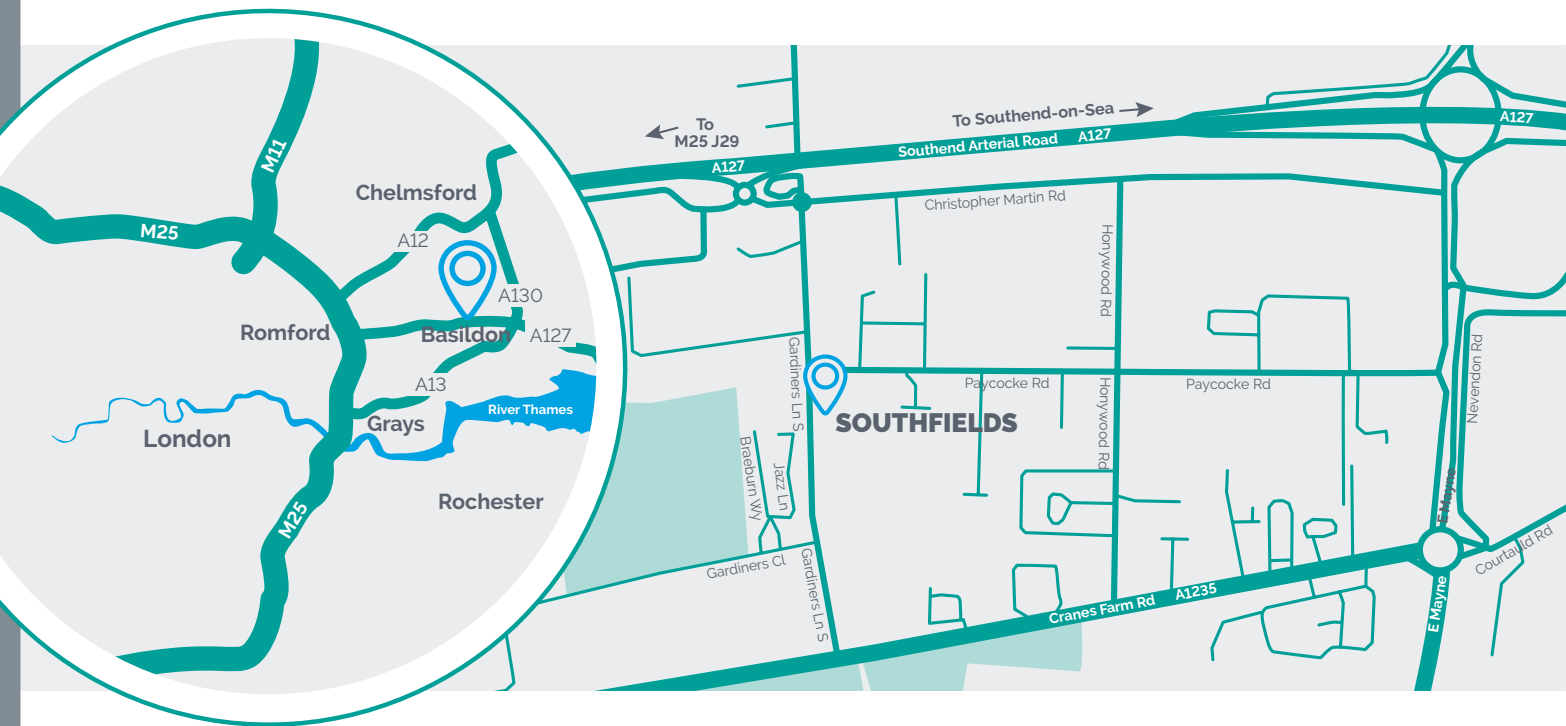 M11
Chelmsford
M25
A12
A130
Romford
Basildon
A127
A13
River Thames
Grays
London
Rochester
M25
To
M25 J29
To Southend-on-Sea
A127
Southend Arterial Road
A127
A127
Christopher Martin Rd
Honywood Rd
Gardiners Ln S
Paycocke Rd
Paycocke Rd
Nevendon Rd
SOUTHFIELDS
Honywood Rd
Braeburn Wy
Jazz Ln
E Mayne
Gardiners Cl
Gardiners Ln S
Courtauld Rd
Cranes Farm Rd
A1235
E Mayne